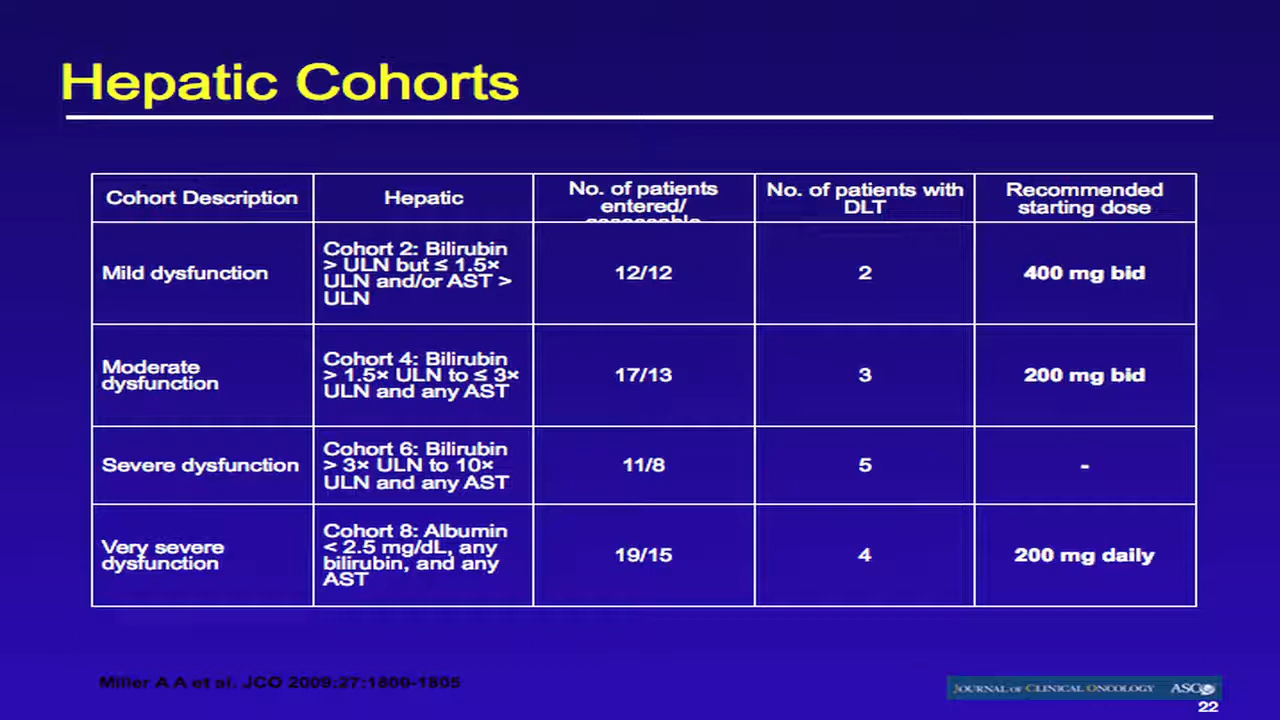 Hepatic Cohorts
Cohort Description
Hepatic
No. of patients
entered/
assessable
No. of patients with
DLT
Recommended
starting dose
Mild dysfunction
Cohort 2: Bilirubin
> ULN but ≤ 1.5×
ULN and/or AST >
ULN
12/12
2
400 mg bid
Moderate
dysfunction
Cohort 4: Bilirubin
> 1.5× ULN to ≤ 3×
ULN and any AST
17/13
3
200 mg bid
Severe dysfunction
Cohort 6: Bilirubin
> 3× ULN to 10×
ULN and any AST
11/8
5
-
Very severe
dysfunction
Cohort 8: Albumin
< 2.5 mg/dL, any
bilirubin, and any
AST
19/15
4
200 mg daily
Miller A A et al. JCO 2009;27:1800-1805
JOURNAL OF CLINICAL ONCOLOGY ASCO
22